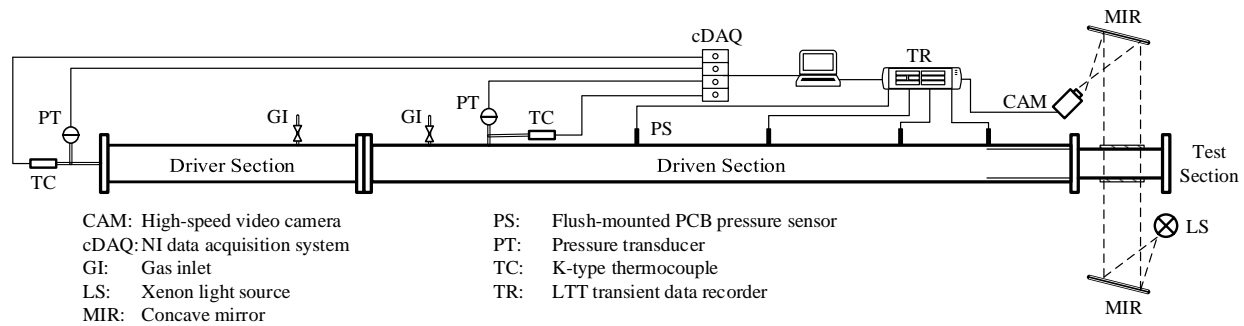 MIR
cDAQ
TR
CAM
PT
GI
GI
PT
TC
PS
TC
Driver Section
Driven Section
Test
Section
LS
MIR
CAM: High-speed video camera
cDAQ: NI data acquisition system
GI: Gas inlet
LS: Xenon light source
MIR: Concave mirror
PS: Flush-mounted PCB pressure sensor
PT: Pressure transducer
TC: K-type thermocouple
TR: LTT transient data recorder